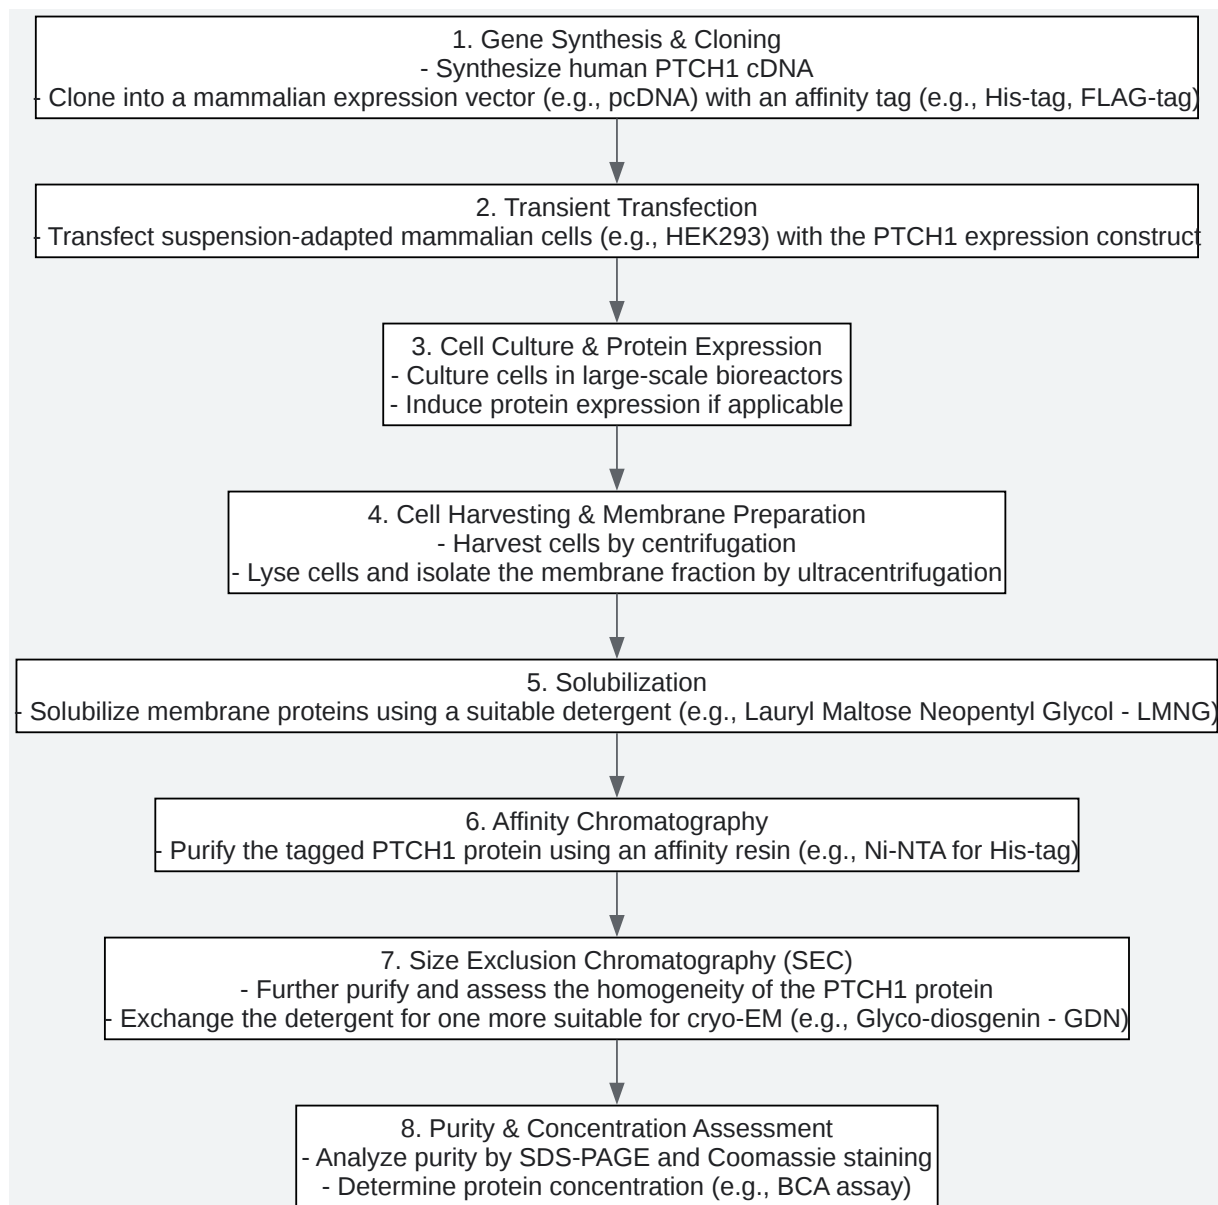 1. Gene Synthesis & Cloning
- Synthesize human PTCH1 cDNA
- Clone into a mammalian expression vector (e.g., pcDNA) with an affinity tag (e.g., His-tag, FLAG-tag)
2. Transient Transfection
- Transfect suspension-adapted mammalian cells (e.g., HEK293) with the PTCH1 expression construct
3. Cell Culture & Protein Expression
- Culture cells in large-scale bioreactors
- Induce protein expression if applicable
4. Cell Harvesting & Membrane Preparation
- Harvest cells by centrifugation
- Lyse cells and isolate the membrane fraction by ultracentrifugation
5. Solubilization
- Solubilize membrane proteins using a suitable detergent (e.g., Lauryl Maltose Neopentyl Glycol - LMNG)
6. Affinity Chromatography
- Purify the tagged PTCH1 protein using an affinity resin (e.g., Ni-NTA for His-tag)
7. Size Exclusion Chromatography (SEC)
- Further purify and assess the homogeneity of the PTCH1 protein
- Exchange the detergent for one more suitable for cryo-EM (e.g., Glyco-diosgenin - GDN)
8. Purity & Concentration Assessment
- Analyze purity by SDS-PAGE and Coomassie staining
- Determine protein concentration (e.g., BCA assay)